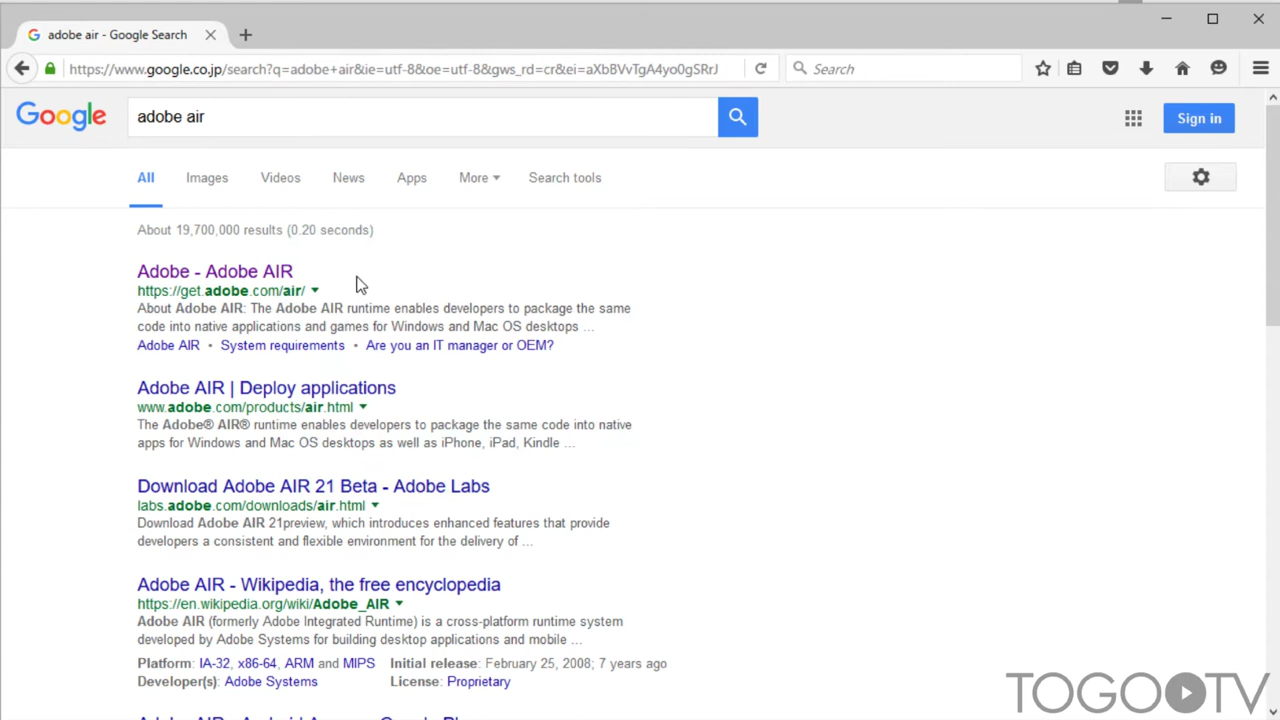 adobe air - Google Search
https://www.google.co.jp/search?q=adobe+air&ie=utf-8&oe=utf-8&gws_rd=cr&ei=aXbBVvTgA4yo0gSRrJ
Search
Google
adobe air
Sign in
All Images Videos News Apps More Search tools
About 19,700,000 results (0.20 seconds)
Adobe - Adobe AIR
https://get.adobe.com/air/
About Adobe AIR: The Adobe AIR runtime enables developers to package the same
code into native applications and games for Windows and Mac OS desktops ...
Adobe AIR • System requirements • Are you an IT manager or OEM?
Adobe AIR | Deploy applications
www.adobe.com/products/air.html
The Adobe® AIR® runtime enables developers to package the same code into native
apps for Windows and Mac OS desktops as well as iPhone, iPad, Kindle ...
Download Adobe AIR 21 Beta - Adobe Labs
labs.adobe.com/downloads/air.html
Download Adobe AIR 21preview, which introduces enhanced features that provide
developers a consistent and flexible environment for the delivery of ...
Adobe AIR - Wikipedia, the free encyclopedia
https://en.wikipedia.org/wiki/Adobe_AIR
Adobe AIR (formerly Adobe Integrated Runtime) is a cross-platform runtime system
developed by Adobe Systems for building desktop applications and mobile ...
Platform: IA-32, x86-64, ARM and MIPS Initial release: February 25, 2008; 7 years ago
Developer(s): Adobe Systems License: Proprietary
TOGOTV